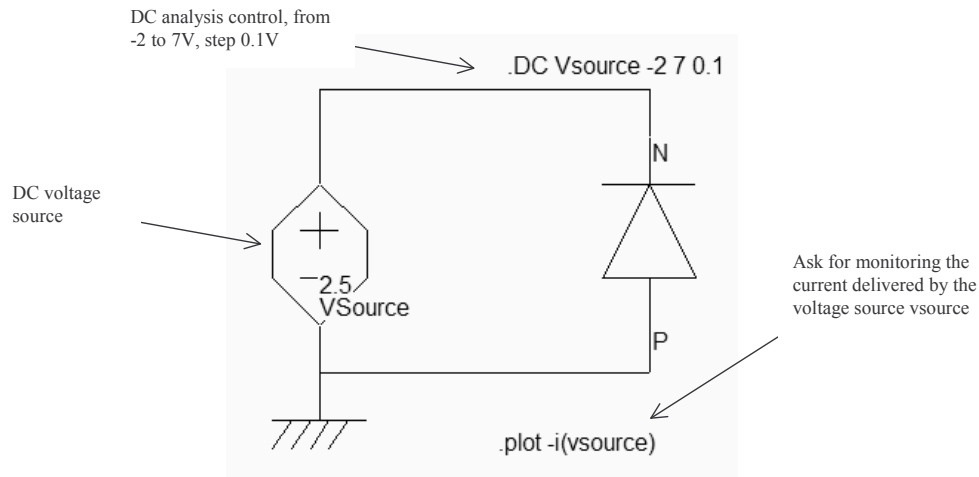 DC analysis control, from
-2 to 7V, step 0.1V
.DC Vsource -2 7 0.1
N
DC voltage
source
+
−
2.5
VSource
Ask for monitoring the
current delivered by the
voltage source vsource
P
.plot -i(vsource)